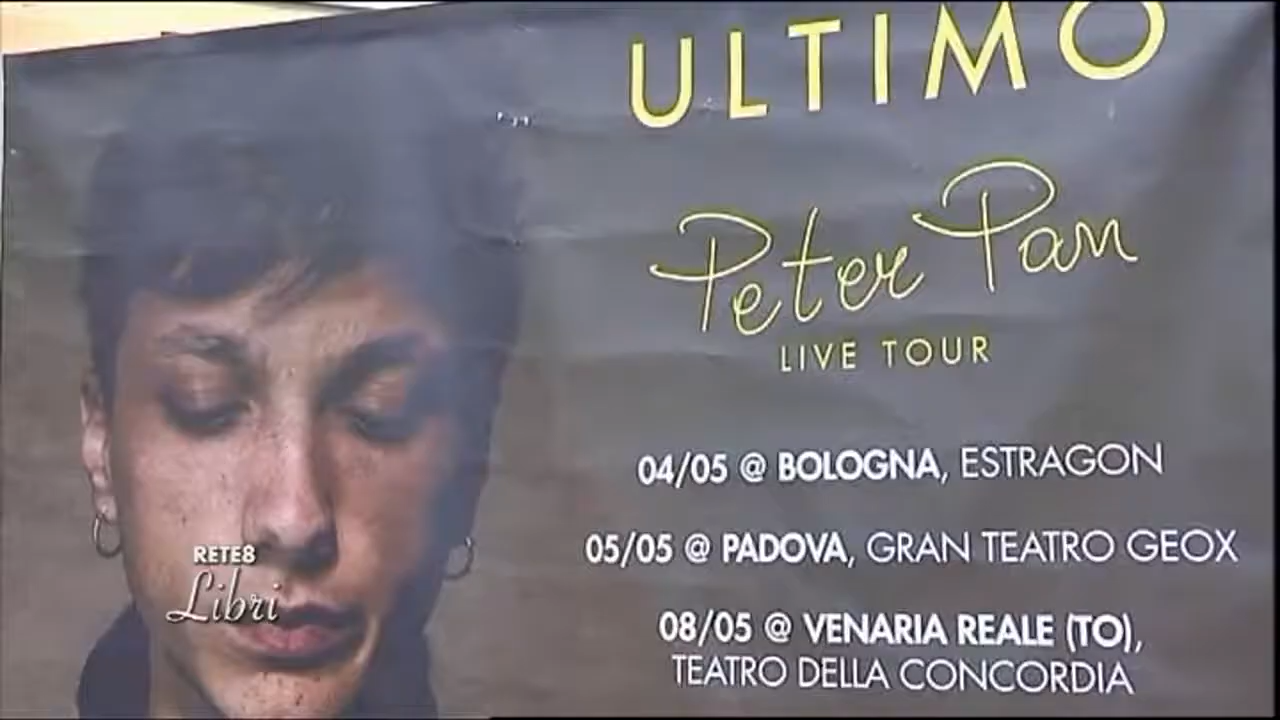 ULTIMO
Peter Pan
LIVE TOUR
04/05 @ BOLOGNA, ESTRAGON
05/05 @ PADOVA, GRAN TEATRO GEOX
08/05 @ VENARIA REALE (TO),
TEATRO DELLA CONCORDIA
RETE8
Libri